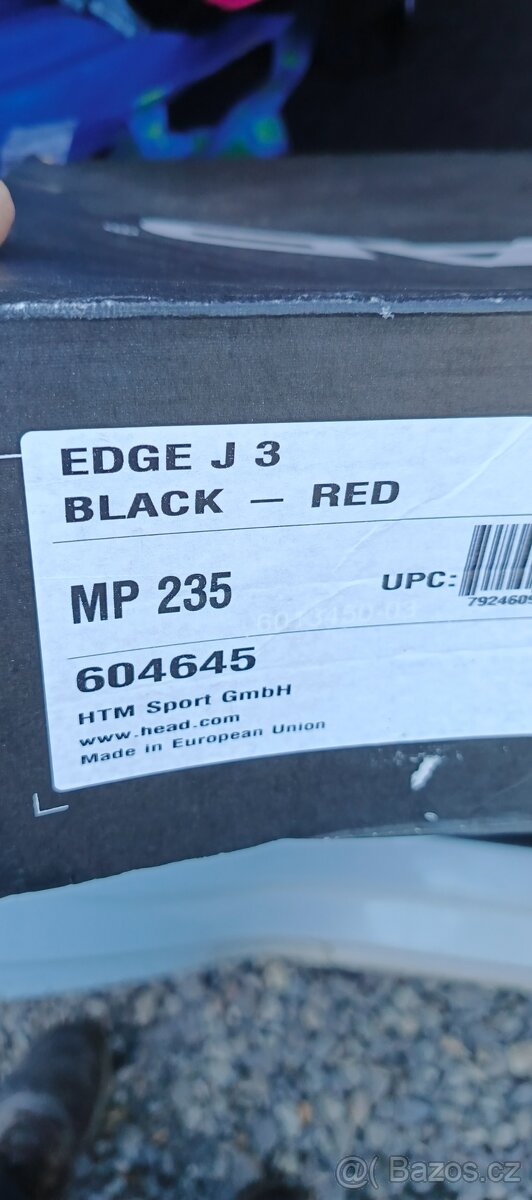 EDGE J 3
BLACK — RED
MP 235
UPC:
604645
HTM Sport GmbH
www.head.com
Made in European Union
@( Bazos.cz